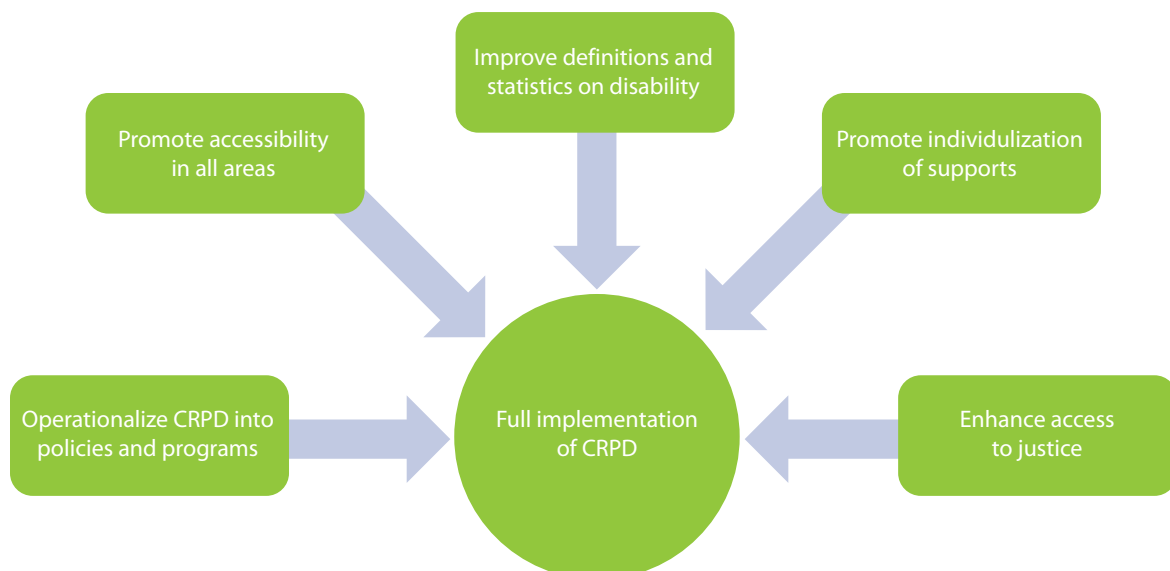 Improve definitions and
statistics on disability
Promote accessibility
in all areas
Promote individulization
of supports
Operationalize CRPD into
policies and programs
Full implementation
of CRPD
Enhance access
to justice